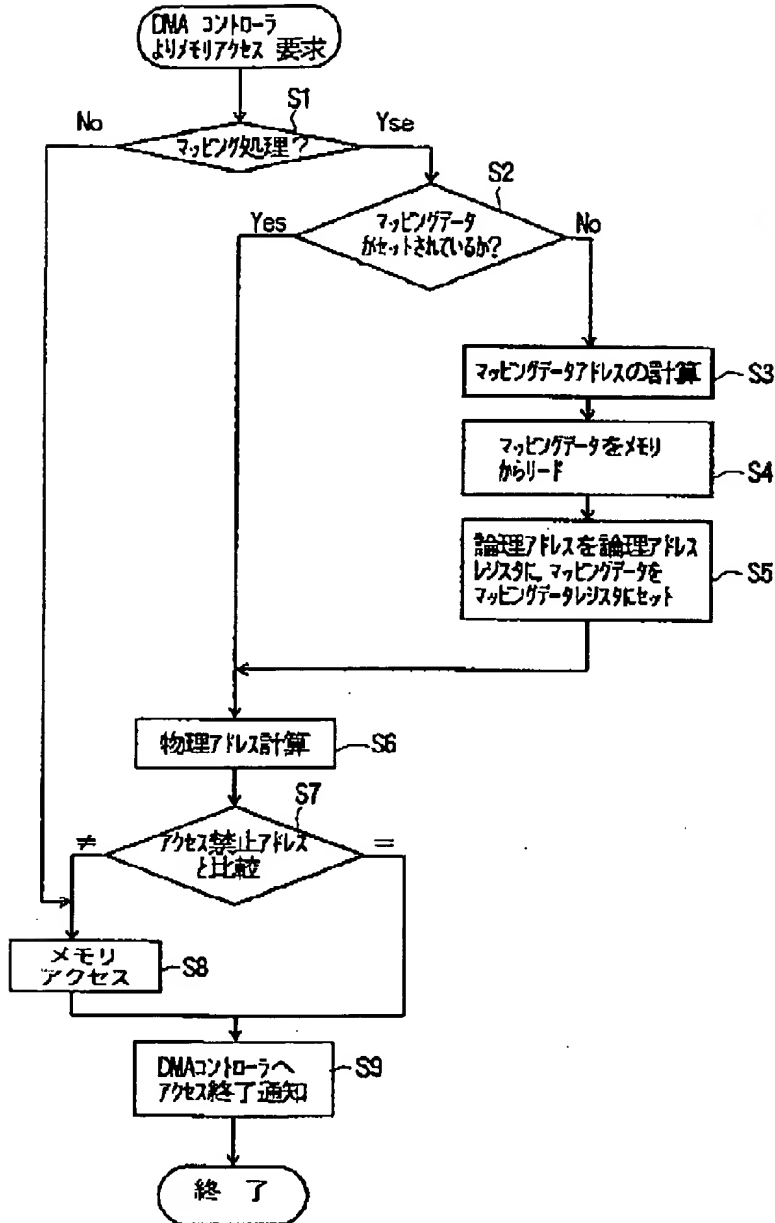 DMA コントローラ
よりメモリアクセス 要求
S1
No
Yse
マッピング処理?
S2
Yes
マッピングデータ
がセットされているか?
No
マッピングデータアドレスの計算
S3
マッピングデータをメモリ
からリード
S4
論理アドレスを論理アドレス
レジスタに、マッピングデータを
マッピングデータレジスタにセット
S5
物理アドレス計算
S6
S7
≠
アクセス禁止アドレス
と比較
=
メモリ
アクセス
S8
DMAコントローラへ
アクセス終了通知
S9
終 了